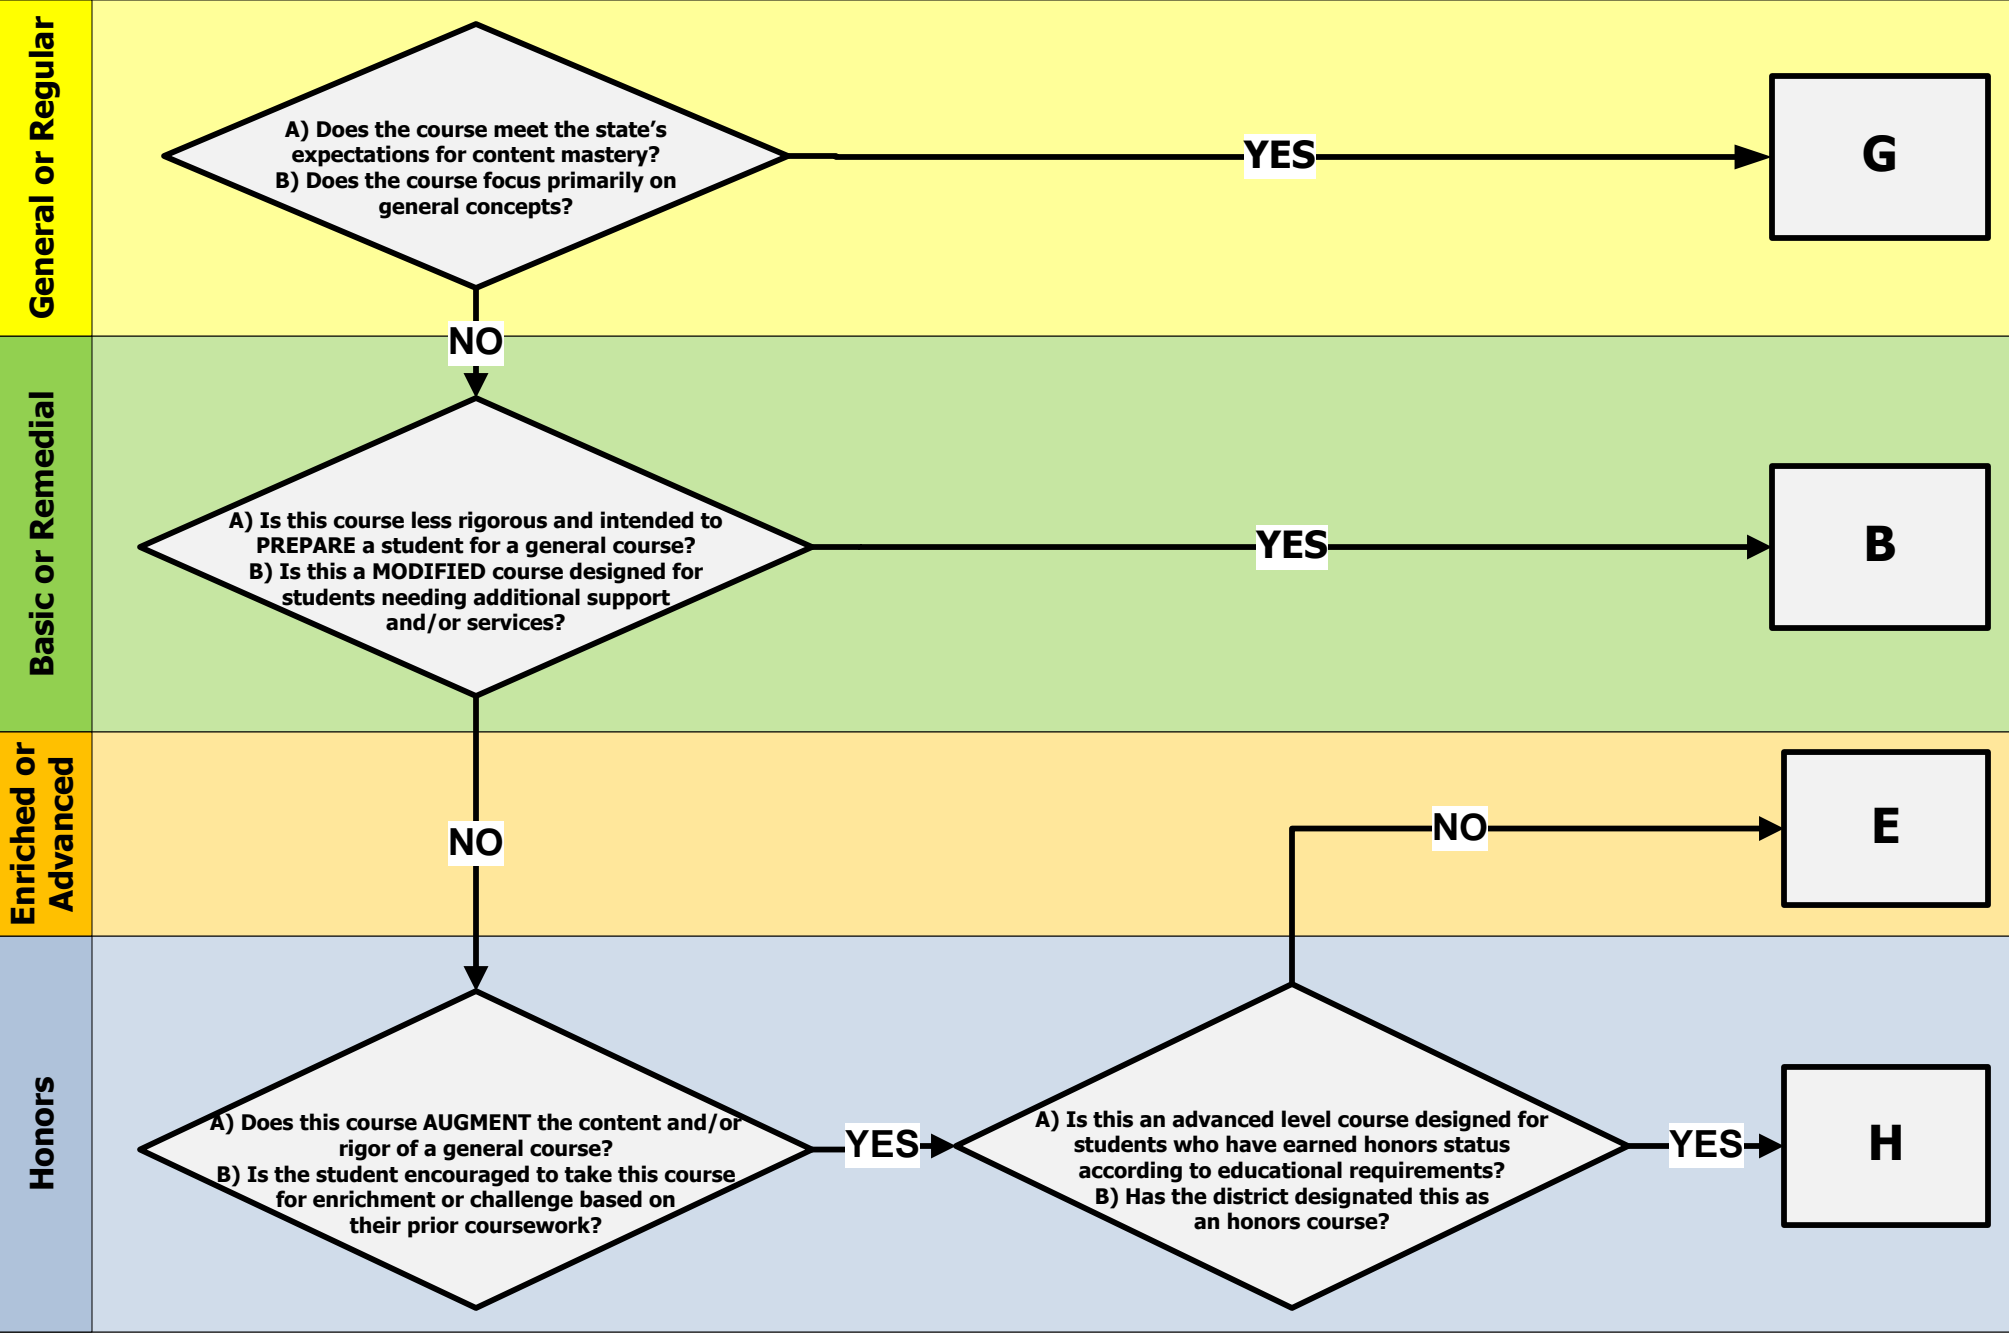 General or Regular
A) Does the course meet the state’s
expectations for content mastery?
B) Does the course focus primarily on
general concepts?
YES
G
NO
Basic or Remedial
A) Is this course less rigorous and intended to
PREPARE a student for a general course?
B) Is this a MODIFIED course designed for
students needing additional support
and/or services?
YES
B
NO
Enriched or
Advanced
NO
E
Honors
A) Does this course AUGMENT the content and/or
rigor of a general course?
B) Is the student encouraged to take this course
for enrichment or challenge based on
their prior coursework?
YES
A) Is this an advanced level course designed for
students who have earned honors status
according to educational requirements?
B) Has the district designated this as
an honors course?
YES
H